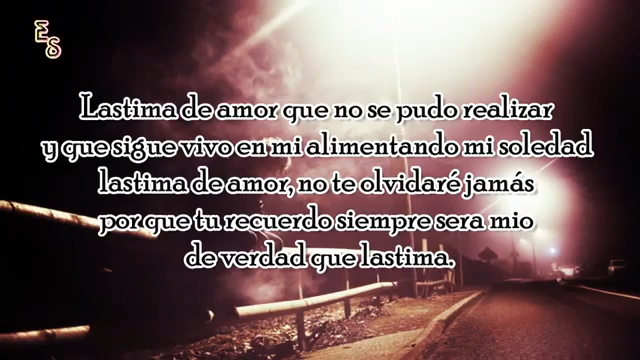 E
S
Lastima de amor que no se pudo realizar
y que sigue vivo en mi alimentando mi soledad
lastima de amor, no te olvidaré jamás
por que tu recuerdo siempre sera mio
de verdad que lastima.